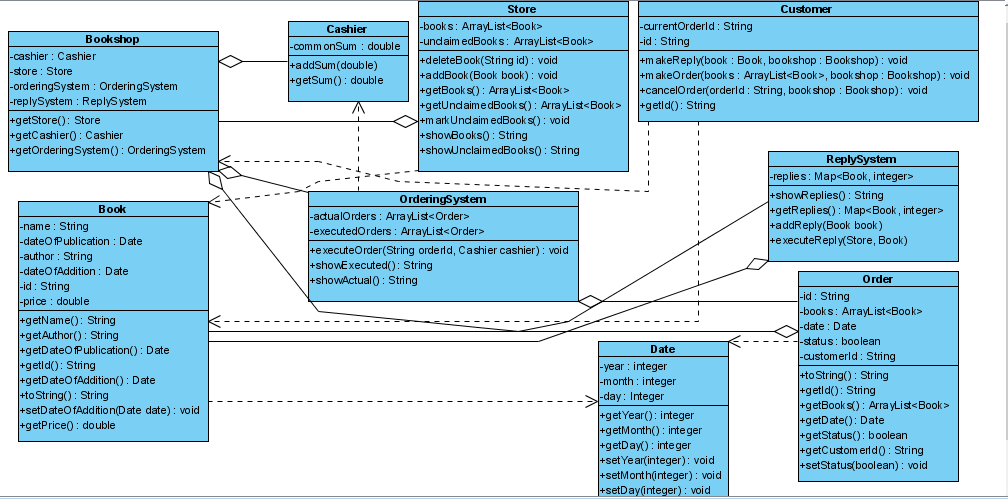 Bookshop
-cashier : Cashier
-store : Store
-orderingSystem : OrderingSystem
-replySystem : ReplySystem
+getStore() : Store
+getCashier() : Cashier
+getOrderingSystem() : OrderingSystem
Cashier
-commonSum : double
+addSum(double)
+getSum() : double
Store
-books : ArrayList<Book>
-unclaimedBooks : ArrayList<Book>
+deleteBook(String id) : void
+addBook(Book book) : void
+getBooks() : ArrayList<Book>
+getUnclaimedBooks() : ArrayList<Book>
+markUnclaimedBooks() : void
+showBooks() : String
+showUnclaimedBooks() : String
Customer
-currentOrderId : String
-id : String
+makeReply(book : Book, bookshop : Bookshop) : void
+makeOrder(books : ArrayList<Book>, bookshop : Bookshop) : void
+cancelOrder(orderId : String, bookshop : Bookshop) : void
+getId() : String
ReplySystem
-replies : Map<Book, integer>
+showReplies() : String
+getReplies() : Map<Book, integer>
+addReply(Book book)
+executeReply(Store, Book)
Book
-name : String
-dateOfPublication : Date
-author : String
-dateOfAddition : Date
-id : String
-price : double
+getName() : String
+getAuthor() : String
+getDateOfPublication() : Date
+getId() : String
+getDateOfAddition() : Date
+toString() : String
+setDateOfAddition(Date date) : void
+getPrice() : double
OrderingSystem
-actualOrders : ArrayList<Order>
-executedOrders : ArrayList<Order>
+executeOrder(String orderId, Cashier cashier) : void
+showExecuted() : String
+showActual() : String
Order
-id : String
-books : ArrayList<Book>
-date : Date
-status : boolean
-customerId : String
+toString() : String
+getId() : String
+getBooks() : ArrayList<Book>
+getDate() : Date
+getStatus() : boolean
+getCustomerId() : String
+setStatus(boolean) : void
Date
-year : integer
-month : integer
-day : Integer
+getYear() : integer
+getMonth() : integer
+getDay() : integer
+setYear(integer) : void
+setMonth(integer) : void
+setDay(integer) : void